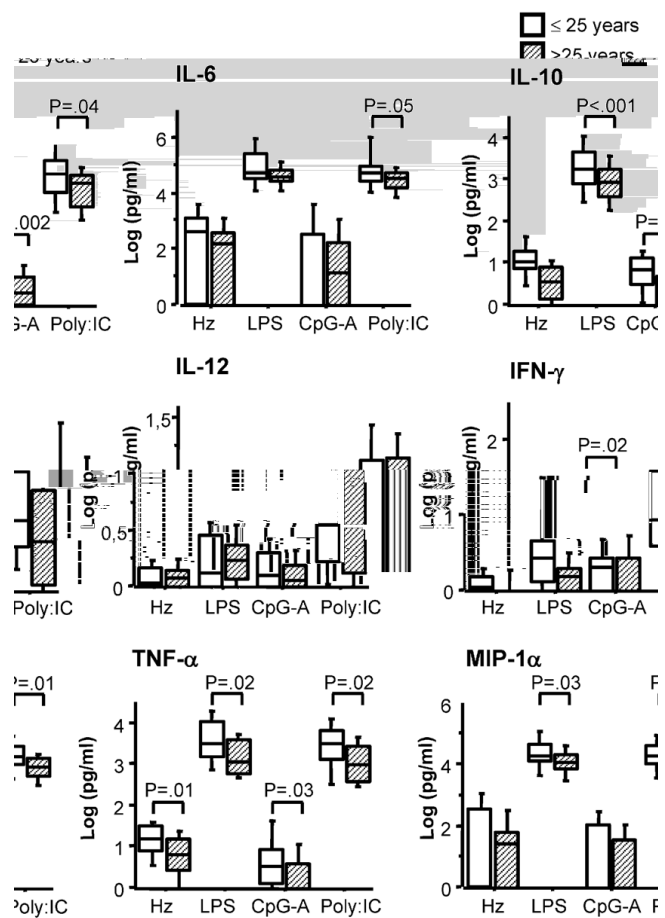 ≤ 25 years
>25 years
IL-6
IL-10
P=.04
P=.05
P<.001
6
4
2
0
Log (pg/ml)
4
3
2
1
0
Log (pg/ml)
.002
P=
G-A Poly:IC
Hz LPS CpG-A Poly:IC
Hz LPS CpG
IL-12
IFN-γ
1,5
1
0,5
0
2
1
0
P=.02
Poly:IC
Hz LPS CpG-A Poly:IC
Hz LPS CpG-A
TNF-α
MIP-1α
P=.01
P=.02
P=.02
P=.03
P
4
3
2
1
0
Log (pg/ml)
6
4
2
0
Log (pg/ml)
P=.01
P=.03
Poly:IC
Hz LPS CpG-A Poly:IC
Hz LPS CpG-A